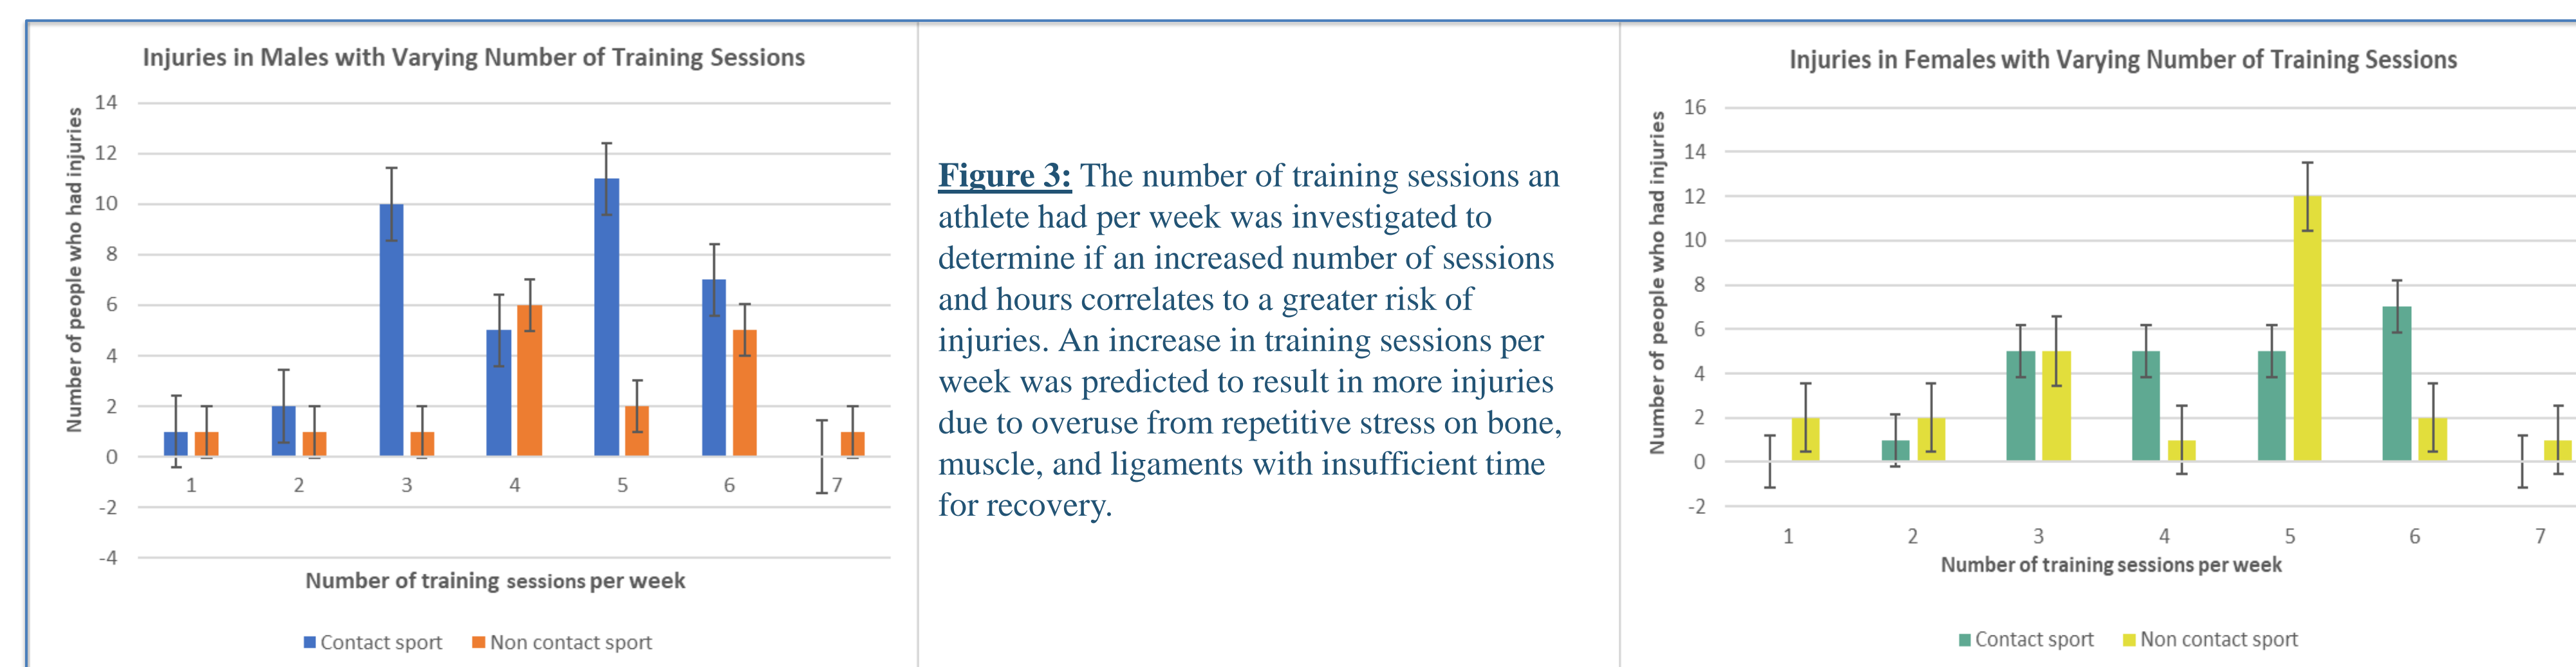 Injuries in Males with Varying Number of Training Sessions
Number of people who had injuries
14
12
10
8
6
4
2
0
-2
-4
1 2 3 4 5 6 7
Number of training sessions per week
Contact sport Non contact sport
Figure 3: The number of training sessions an
athlete had per week was investigated to
determine if an increased number of sessions
and hours correlates to a greater risk of
injuries. An increase in training sessions per
week was predicted to result in more injuries
due to overuse from repetitive stress on bone,
muscle, and ligaments with insufficient time
for recovery.
Injuries in Females with Varying Number of Training Sessions
Number of people who had injuries
16
14
12
10
8
6
4
2
0
-2
1 2 3 4 5 6 7
Number of training sessions per week
Contact sport Non contact sport